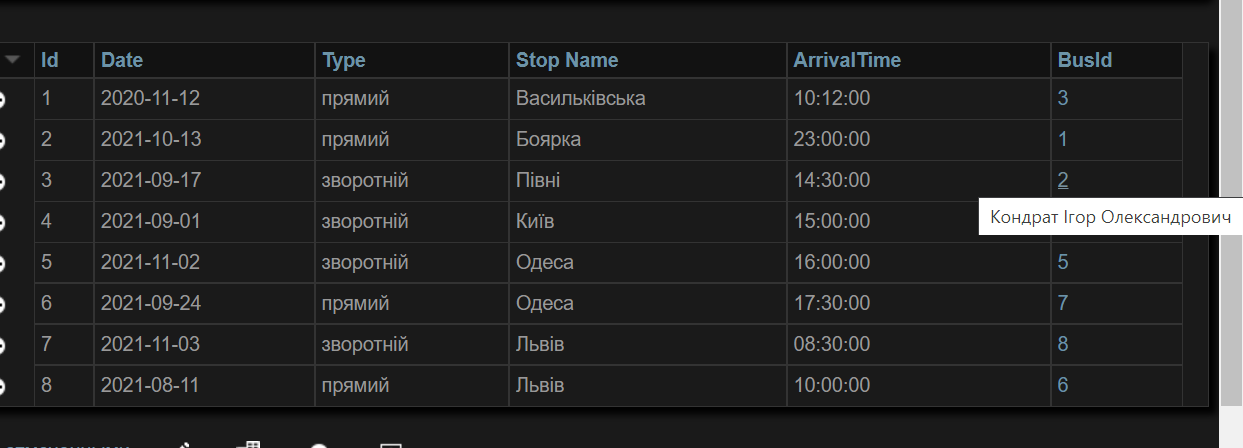 Id Date Type Stop Name ArrivalTime BusId
1 2020-11-12 прямий Васильківська 10:12:00 3
2 2021-10-13 прямий Боярка 23:00:00 1
3 2021-09-17 зворотній Півні 14:30:00 2
4 2021-09-01 зворотній Київ 15:00:00
Кондрат Ігор Олександрович
5 2021-11-02 зворотній Одеса 16:00:00 5
6 2021-09-24 прямий Одеса 17:30:00 7
7 2021-11-03 зворотній Львів 08:30:00 8
8 2021-08-11 прямий Львів 10:00:00 6